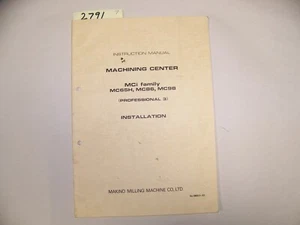 2791
INSTRUCTION MANUAL
MACHINING CENTER
MCi family
MC65H, MC86, MC98
(PROFESSIONAL 3)
INSTALLATION
MAKINO MILLING MACHINE CO., LTD.